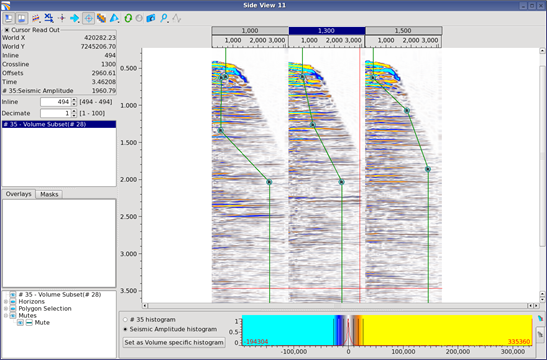 Side View 11
Cursor Read Out
World X 420282.23
World Y 7245206.70
Inline 494
Crossline 1300
Offsets 2960.61
Time 3.46208
# 35:Seismic Amplitude 1960.79
Inline 494 [494 - 494]
Decimate 1 [1 - 100]
# 35 - Volume Subset(# 28)
Overlays Masks
# 35 - Volume Subset(# 28)
Horizons
Polygon Selection
Mutes
Mute
1,000 1,300 1,500
1,000 2,000 3,000 1,000 2,000 3,000 1,000 2,000 3,000
0.500
1.000
1.500
2.000
2.500
3.000
3.500
# 35 histogram
Seismic Amplitude histogram
Set as Volume specific histogram
1
0.5
0
-194304 335360
-100,000 0 100,000 200,000 300,000